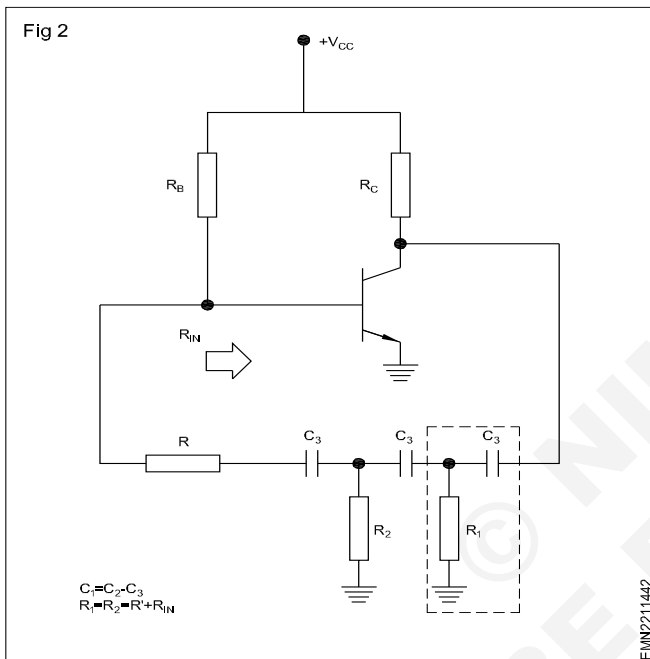 Fig 2
+VCC
RB
RC
RIN
R
C3
C3
C3
R2
R1
C1=C2-C3
R1=R2=R'+RIN
EMN2211442